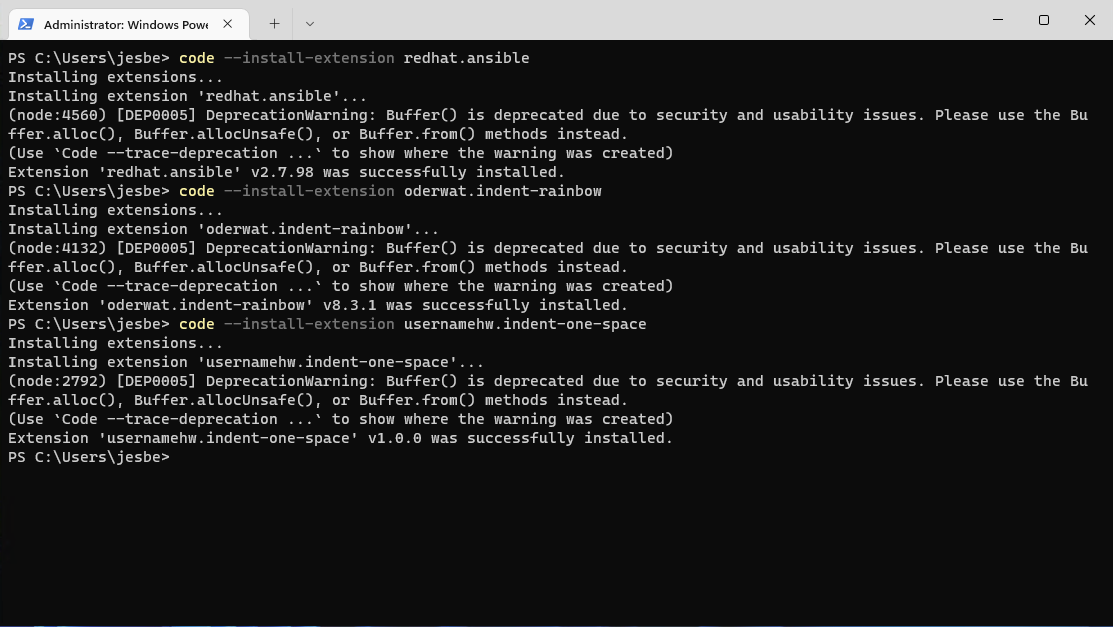 Administrator: Windows Powe
PS C:\Users\jesbe> code --install-extension redhat.ansible
Installing extensions...
Installing extension 'redhat.ansible'...
(node:4560) [DEP0005] DeprecationWarning: Buffer() is deprecated due to security and usability issues. Please use the Bu
ffer.alloc(), Buffer.allocUnsafe(), or Buffer.from() methods instead.
(Use `Code --trace-deprecation ...` to show where the warning was created)
Extension 'redhat.ansible' v2.7.98 was successfully installed.
PS C:\Users\jesbe> code --install-extension oderwat.indent-rainbow
Installing extensions...
Installing extension 'oderwat.indent-rainbow'...
(node:4132) [DEP0005] DeprecationWarning: Buffer() is deprecated due to security and usability issues. Please use the Bu
ffer.alloc(), Buffer.allocUnsafe(), or Buffer.from() methods instead.
(Use `Code --trace-deprecation ...` to show where the warning was created)
Extension 'oderwat.indent-rainbow' v8.3.1 was successfully installed.
PS C:\Users\jesbe> code --install-extension usernamehw.indent-one-space
Installing extensions...
Installing extension 'usernamehw.indent-one-space'...
(node:2792) [DEP0005] DeprecationWarning: Buffer() is deprecated due to security and usability issues. Please use the Bu
ffer.alloc(), Buffer.allocUnsafe(), or Buffer.from() methods instead.
(Use `Code --trace-deprecation ...` to show where the warning was created)
Extension 'usernamehw.indent-one-space' v1.0.0 was successfully installed.
PS C:\Users\jesbe>